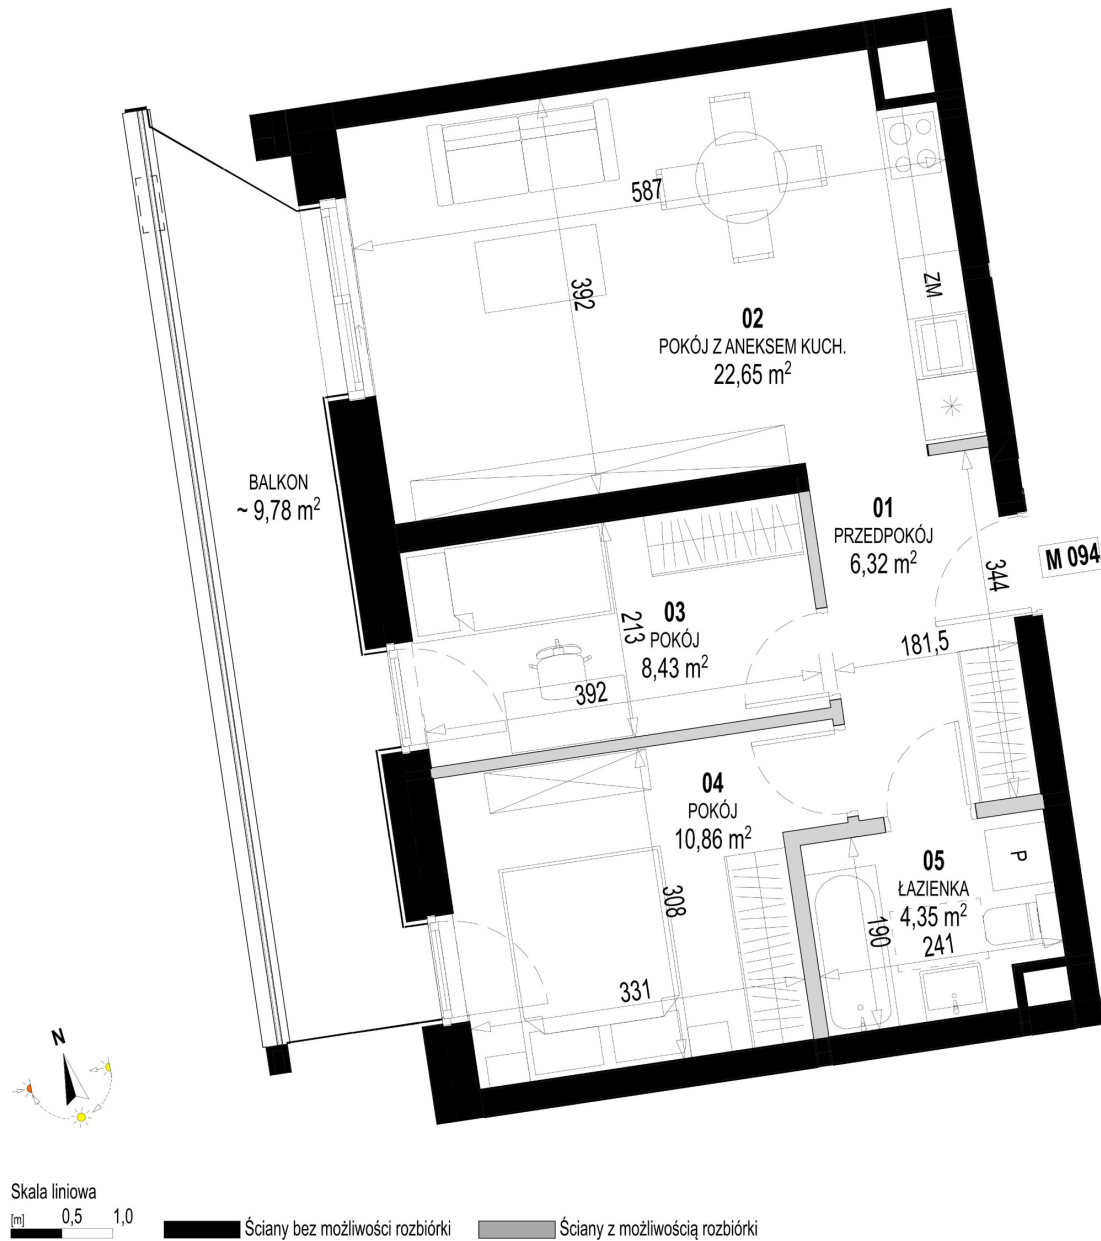 587
392
ZM
02
POKÓJ Z ANEKSEM KUCH.
22,65 m²
BALKON
~ 9,78 m²
01
PRZEDPOKÓJ
6,32 m²
M 094
344
03
POKÓJ
8,43 m²
213
392
181,5
04
POKÓJ
10,86 m²
308
331
05
ŁAZIENKA
4,35 m²
P
190
241
N
Skala liniowa
[m] 0,5 1,0
Ściany bez możliwości rozbiórki
Ściany z możliwością rozbiórki